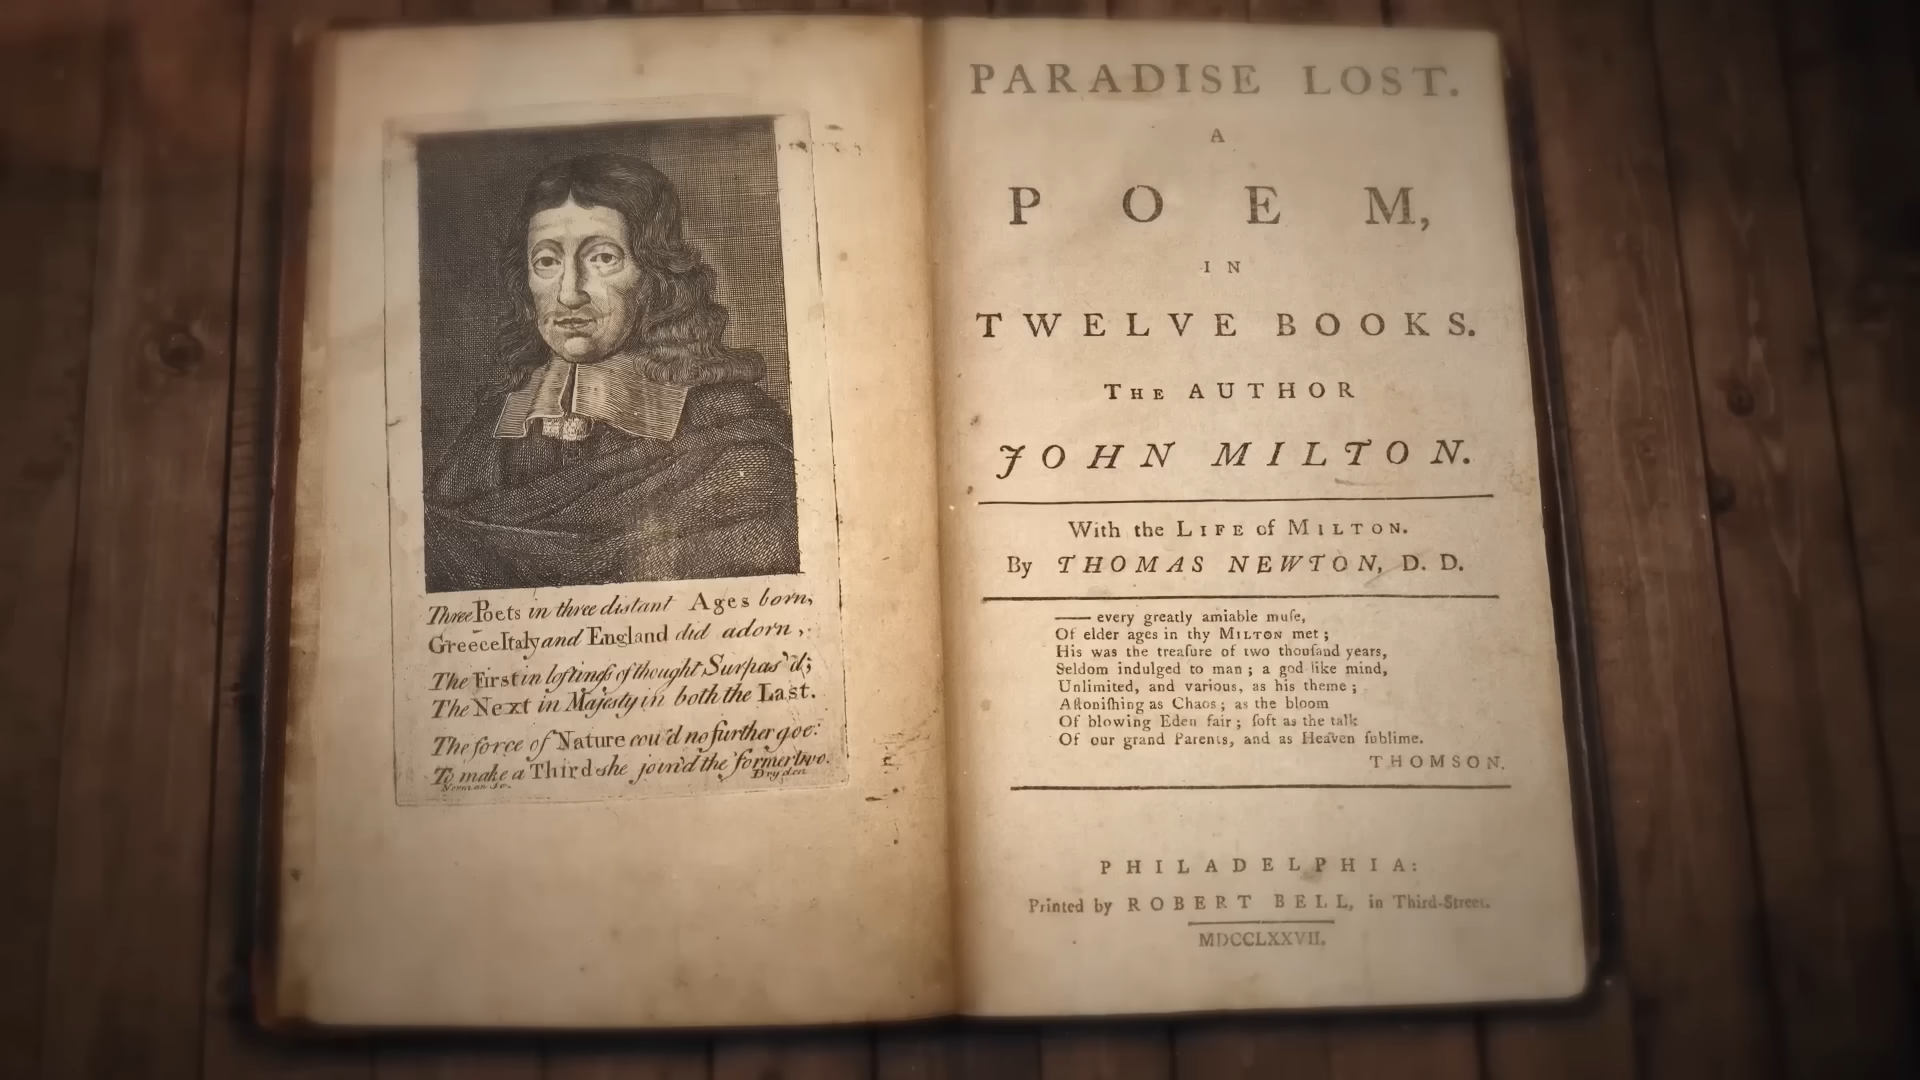 Three Poets in three distant Ages born,
Greece Italy and England did adorn,
The First in loftiness of thought Surpas'd;
The Next in Majesty in both the Last.
The force of Nature cou'd no further goe:
To make a Third she joyn'd the former two.
Dryden
Norman Sc.
PARADISE LOST.
A
POEM,
IN
TWELVE BOOKS.
THE AUTHOR
JOHN MILTON.
With the LIFE of MILTON.
By THOMAS NEWTON, D. D.
—— every greatly amiable muſe,
Of elder ages in thy MILTON met;
His was the treaſure of two thouſand years,
Seldom indulged to man; a god like mind,
Unlimited, and various, as his theme;
Aſtoniſhing as Chaos; as the bloom
Of blowing Eden fair; ſoft as the talk
Of our grand Parents, and as Heaven ſublime.
THOMSON.
PHILADELPHIA:
Printed by ROBERT BELL, in Third-Street.
MDCCLXXVII.